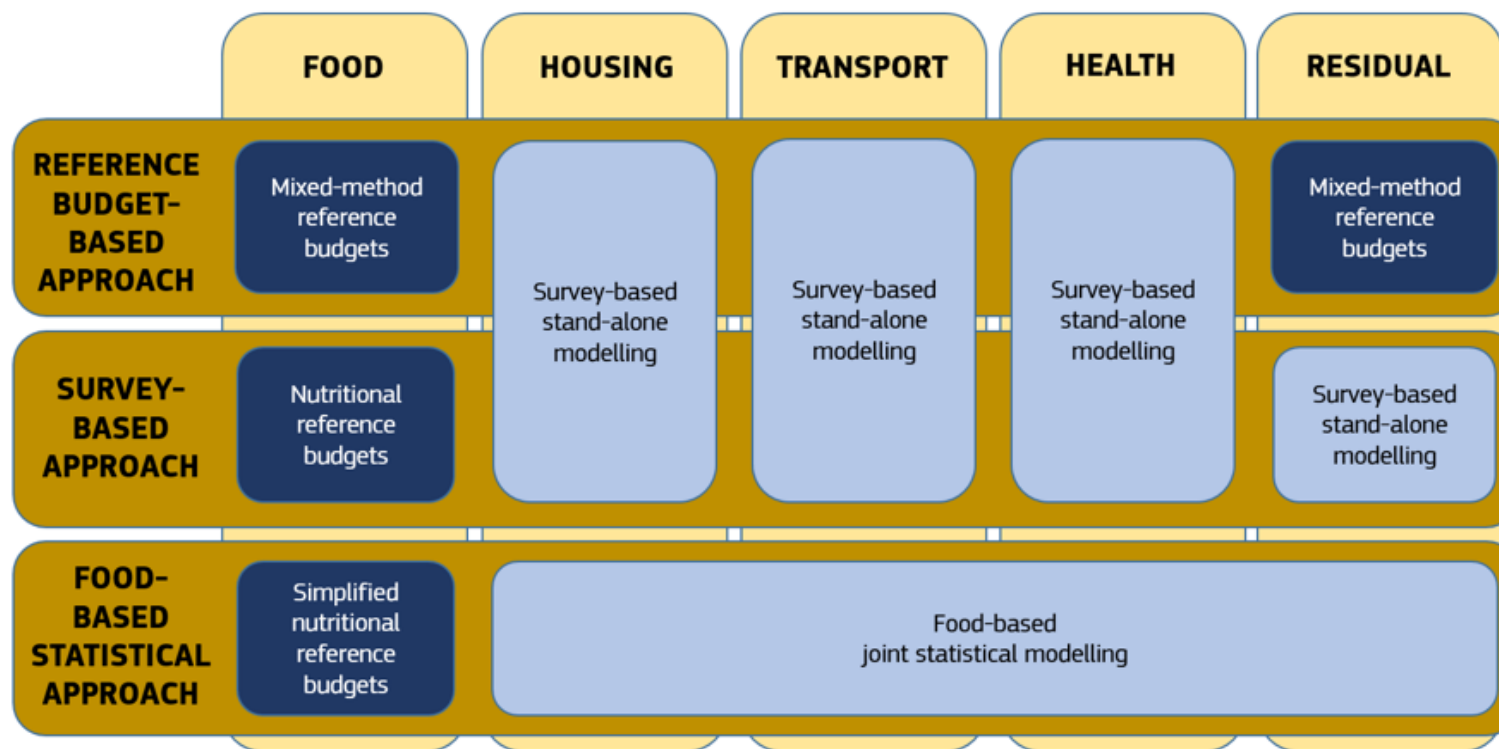 FOOD
HOUSING
TRANSPORT
HEALTH
RESIDUAL
REFERENCE
BUDGET-
BASED
APPROACH
Mixed-method
reference
budgets
Survey-based
stand-alone
modelling
Survey-based
stand-alone
modelling
Survey-based
stand-alone
modelling
Mixed-method
reference
budgets
SURVEY-
BASED
APPROACH
Nutritional
reference
budgets
Survey-based
stand-alone
modelling
FOOD-
BASED
STATISTICAL
APPROACH
Simplified
nutritional
reference
budgets
Food-based
joint statistical modelling